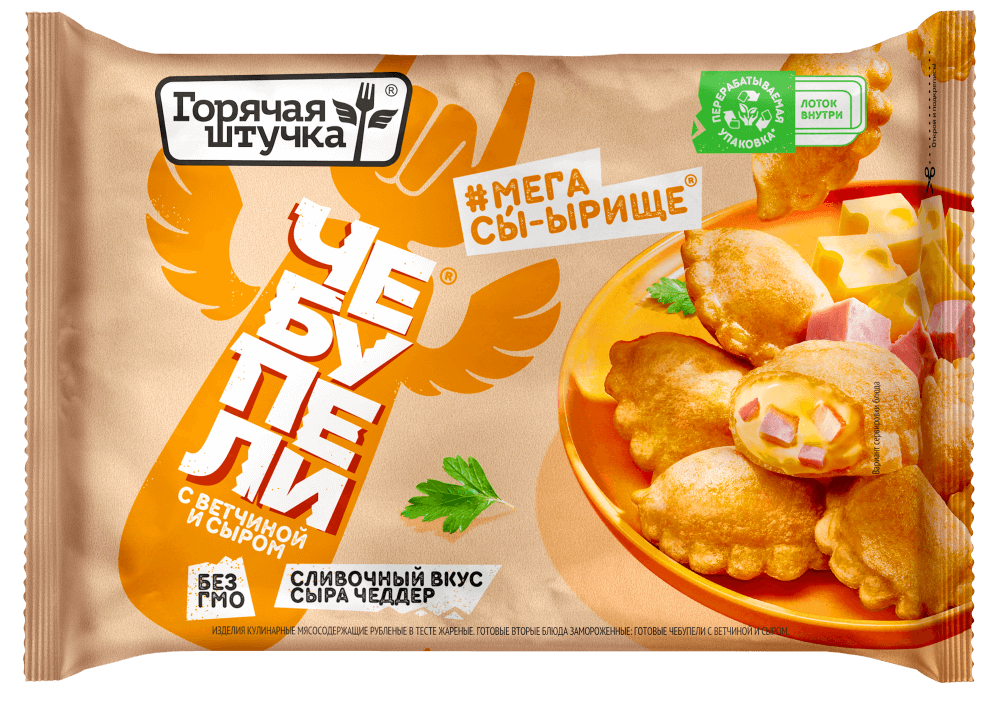 Горячая
штучка
®
ПЕРЕРАБАТЫВАЕМАЯ
УПАКОВКА*
ЛОТОК
ВНУТРИ
Открой и подкрепись!
#МЕГА
СЫ-ЫРИЩЕ®
ЧЕ
БУ
ПЕ
ЛИ
®
С ВЕТЧИНОЙ
И СЫРОМ
Вариант сервировки блюда
БЕЗ
ГМО
СЛИВОЧНЫЙ ВКУС
СЫРА ЧЕДДЕР
ИЗДЕЛИЯ КУЛИНАРНЫЕ МЯСОСОДЕРЖАЩИЕ РУБЛЕНЫЕ В ТЕСТЕ ЖАРЕНЫЕ. ГОТОВЫЕ ВТОРЫЕ БЛЮДА ЗАМОРОЖЕННЫЕ: ГОТОВЫЕ ЧЕБУПЕЛИ С ВЕТЧИНОЙ И СЫРОМ.